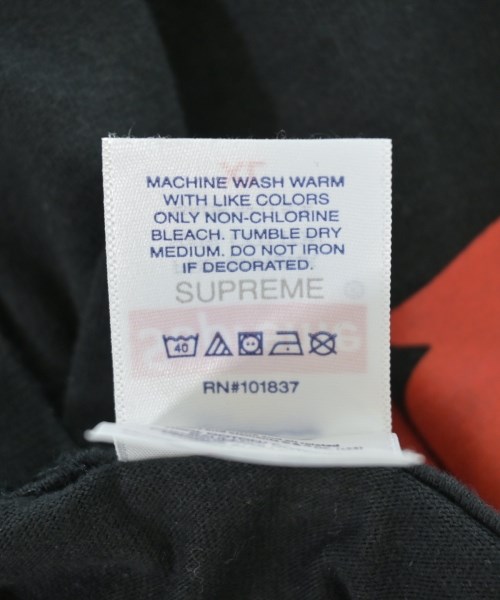 MACHINE WASH WARM
WITH LIKE COLORS
ONLY NON-CHLORINE
BLEACH. TUMBLE DRY
MEDIUM. DO NOT IRON
IF DECORATED.
SUPREME
40
RN#101837